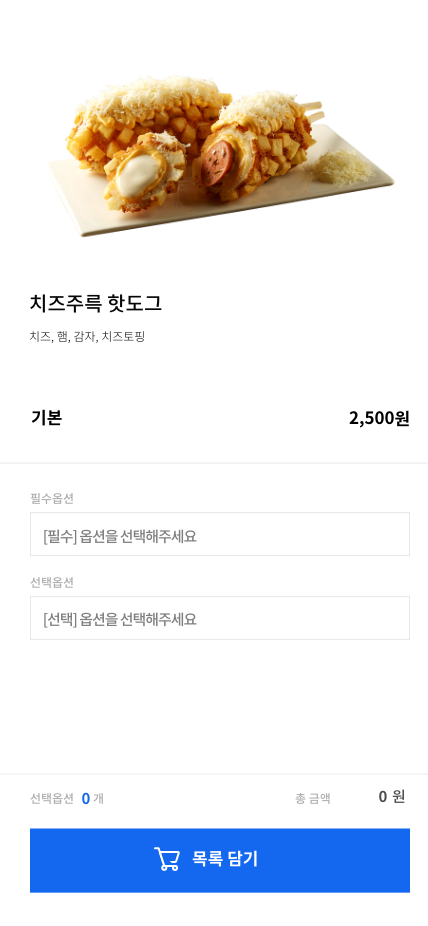 치즈주륵 핫도그
치즈, 햄, 감자, 치즈토핑
기본 2,500원
필수옵션
[필수] 옵션을 선택해주세요
선택옵션
[선택] 옵션을 선택해주세요
선택옵션 0 개 총 금액 0 원
목록 담기